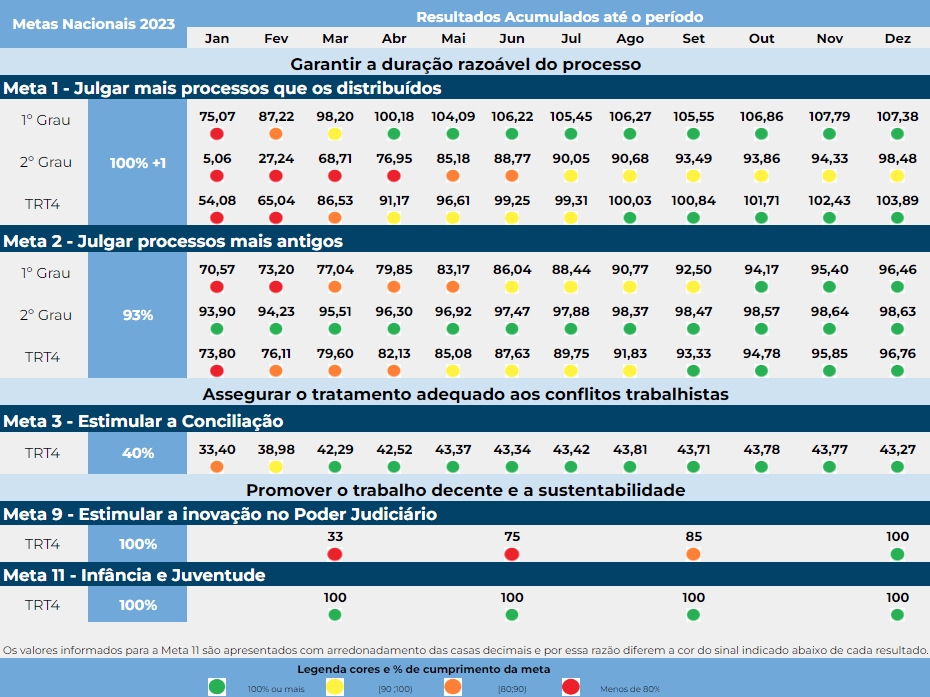 Metas Nacionais 2023
Resultados Acumulados até o período
Jan Fev Mar Abr Mai Jun Jul Ago Set Out Nov Dez
Garantir a duração razoável do processo
Meta 1 - Julgar mais processos que os distribuídos
1° Grau 75,07 87,22 98,20 100,18 104,09 106,22 105,45 106,27 105,55 106,86 107,79 107,38
2° Grau 100% +1 5,06 27,24 68,71 76,95 85,18 88,77 90,05 90,68 93,49 93,86 94,33 98,48
TRT4 54,08 65,04 86,53 91,17 96,61 99,25 99,31 100,03 100,84 101,71 102,43 103,89
Meta 2 - Julgar processos mais antigos
1° Grau 70,57 73,20 77,04 79,85 83,17 86,04 88,44 90,77 92,50 94,17 95,40 96,46
2° Grau 93% 93,90 94,23 95,51 96,30 96,92 97,47 97,88 98,37 98,47 98,57 98,64 98,63
TRT4 73,80 76,11 79,60 82,13 85,08 87,63 89,75 91,83 93,33 94,78 95,85 96,76
Assegurar o tratamento adequado aos conflitos trabalhistas
Meta 3 - Estimular a Conciliação
TRT4 40% 33,40 38,98 42,29 42,52 43,37 43,34 43,42 43,81 43,71 43,78 43,77 43,27
Promover o trabalho decente e a sustentabilidade
Meta 9 - Estimular a inovação no Poder Judiciário
TRT4 100% 33 75 85 100
Meta 11 - Infância e Juventude
TRT4 100% 100 100 100 100
Os valores informados para a Meta 11 são apresentados com arredonamento das casas decimais e por essa razão diferem a cor do sinal indicado abaixo de cada resultado.
Legenda cores e % de cumprimento da meta
100% ou mais [90 ;100) [80;90) Menos de 80%